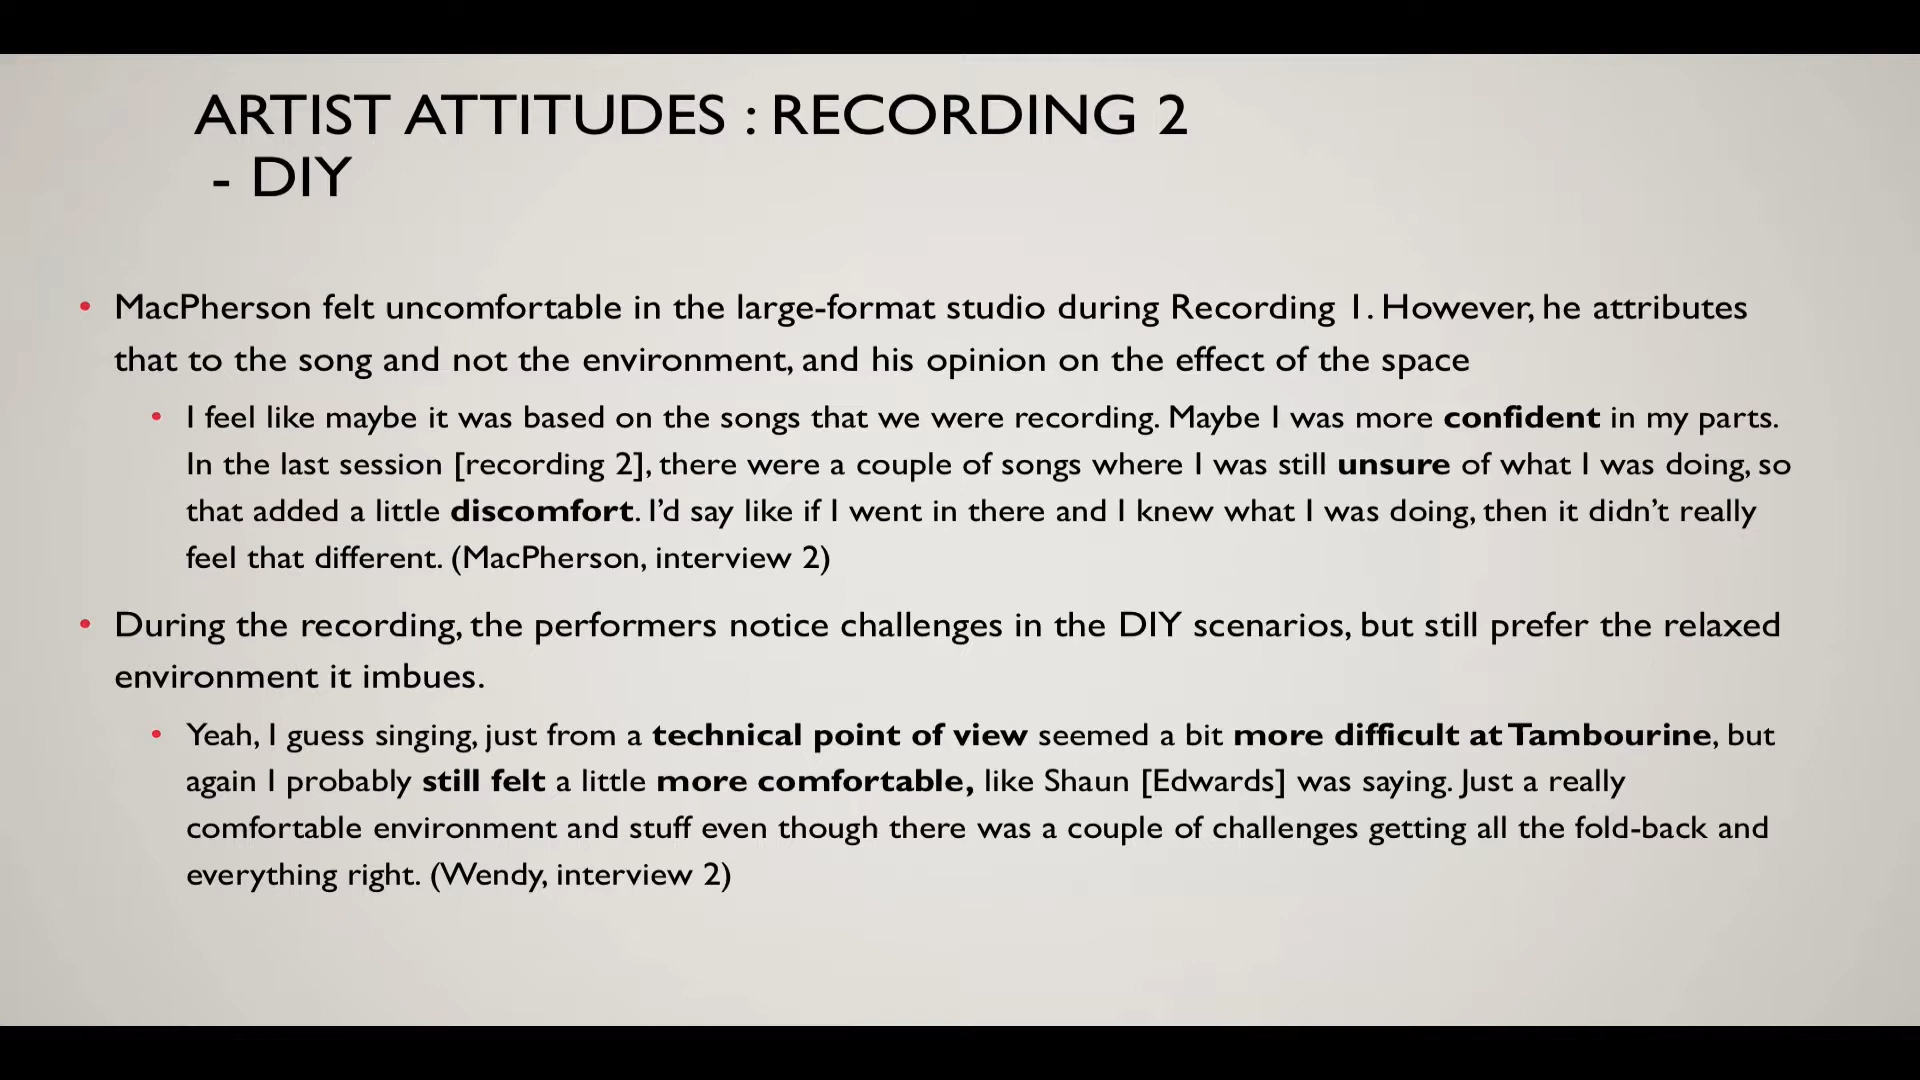 ARTIST ATTITUDES : RECORDING 2
- DIY
• MacPherson felt uncomfortable in the large-format studio during Recording 1. However, he attributes
that to the song and not the environment, and his opinion on the effect of the space
• I feel like maybe it was based on the songs that we were recording. Maybe I was more confident in my parts.
In the last session [recording 2], there were a couple of songs where I was still unsure of what I was doing, so
that added a little discomfort. I’d say like if I went in there and I knew what I was doing, then it didn’t really
feel that different. (MacPherson, interview 2)
• During the recording, the performers notice challenges in the DIY scenarios, but still prefer the relaxed
environment it imbues.
• Yeah, I guess singing, just from a technical point of view seemed a bit more difficult at Tambourine, but
again I probably still felt a little more comfortable, like Shaun [Edwards] was saying. Just a really
comfortable environment and stuff even though there was a couple of challenges getting all the fold-back and
everything right. (Wendy, interview 2)